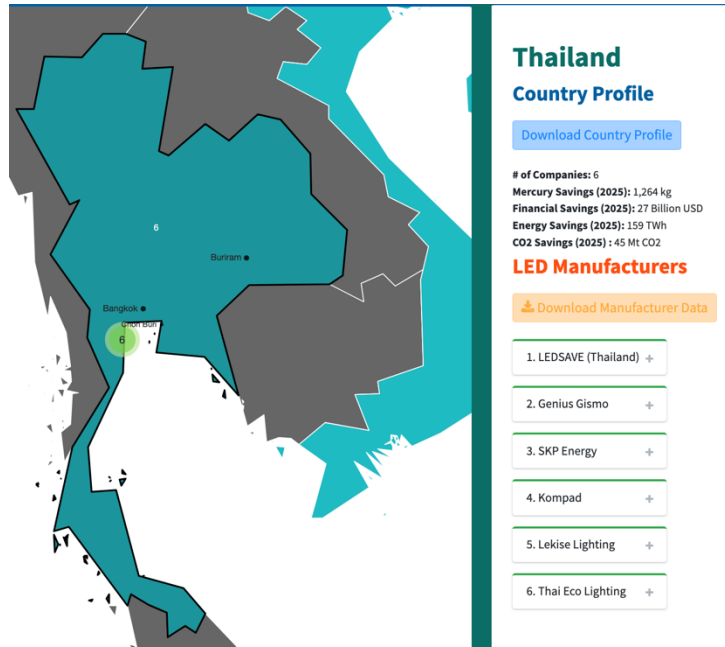 6
Buriram
Bangkok
Chon Buri
6
Thailand
Country Profile
Download Country Profile
# of Companies: 6
Mercury Savings (2025): 1,264 kg
Financial Savings (2025): 27 Billion USD
Energy Savings (2025): 159 TWh
CO2 Savings (2025) : 45 Mt CO2
LED Manufacturers
Download Manufacturer Data
1. LEDSAVE (Thailand) +
2. Genius Gismo +
3. SKP Energy +
4. Kompad +
5. Lekise Lighting +
6. Thai Eco Lighting +